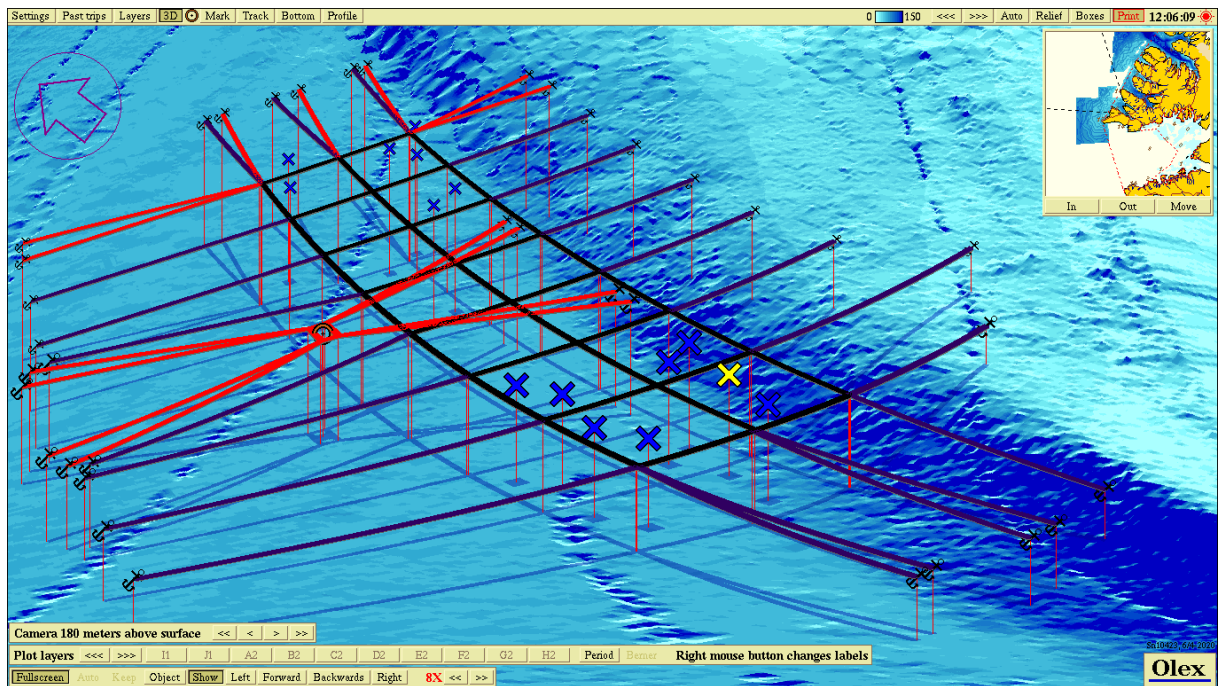 Settings Past trips Layers 3D Mark Track Bottom Profile 0 150 <<< >>> Auto Relief Boxes Print 12:06:09
In Out Move
Camera 180 meters above surface << < > >>
Plot layers <<< >>> I1 J1 A2 B2 C2 D2 E2 F2 G2 H2 Period Berner Right mouse button changes labels
Fullscreen Auto Keep Object Show Left Forward Backwards Right 8X << >>
Olex